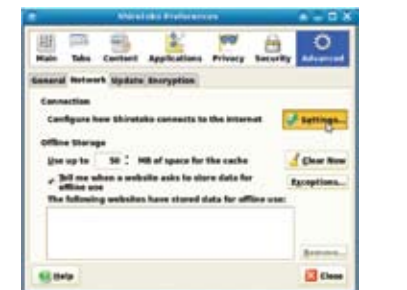 Shiretoko Preferences
Main Tabs Content Applications Privacy Security Advanced
General Network Update Encryption
Connection
Configure how Shiretoko connects to the Internet
Settings...
Offline Storage
Use up to 50 MB of space for the cache
Clear Now
Tell me when a website asks to store data for
offline use
Exceptions...
The following websites have stored data for offline use:
Remove...
Help
Close